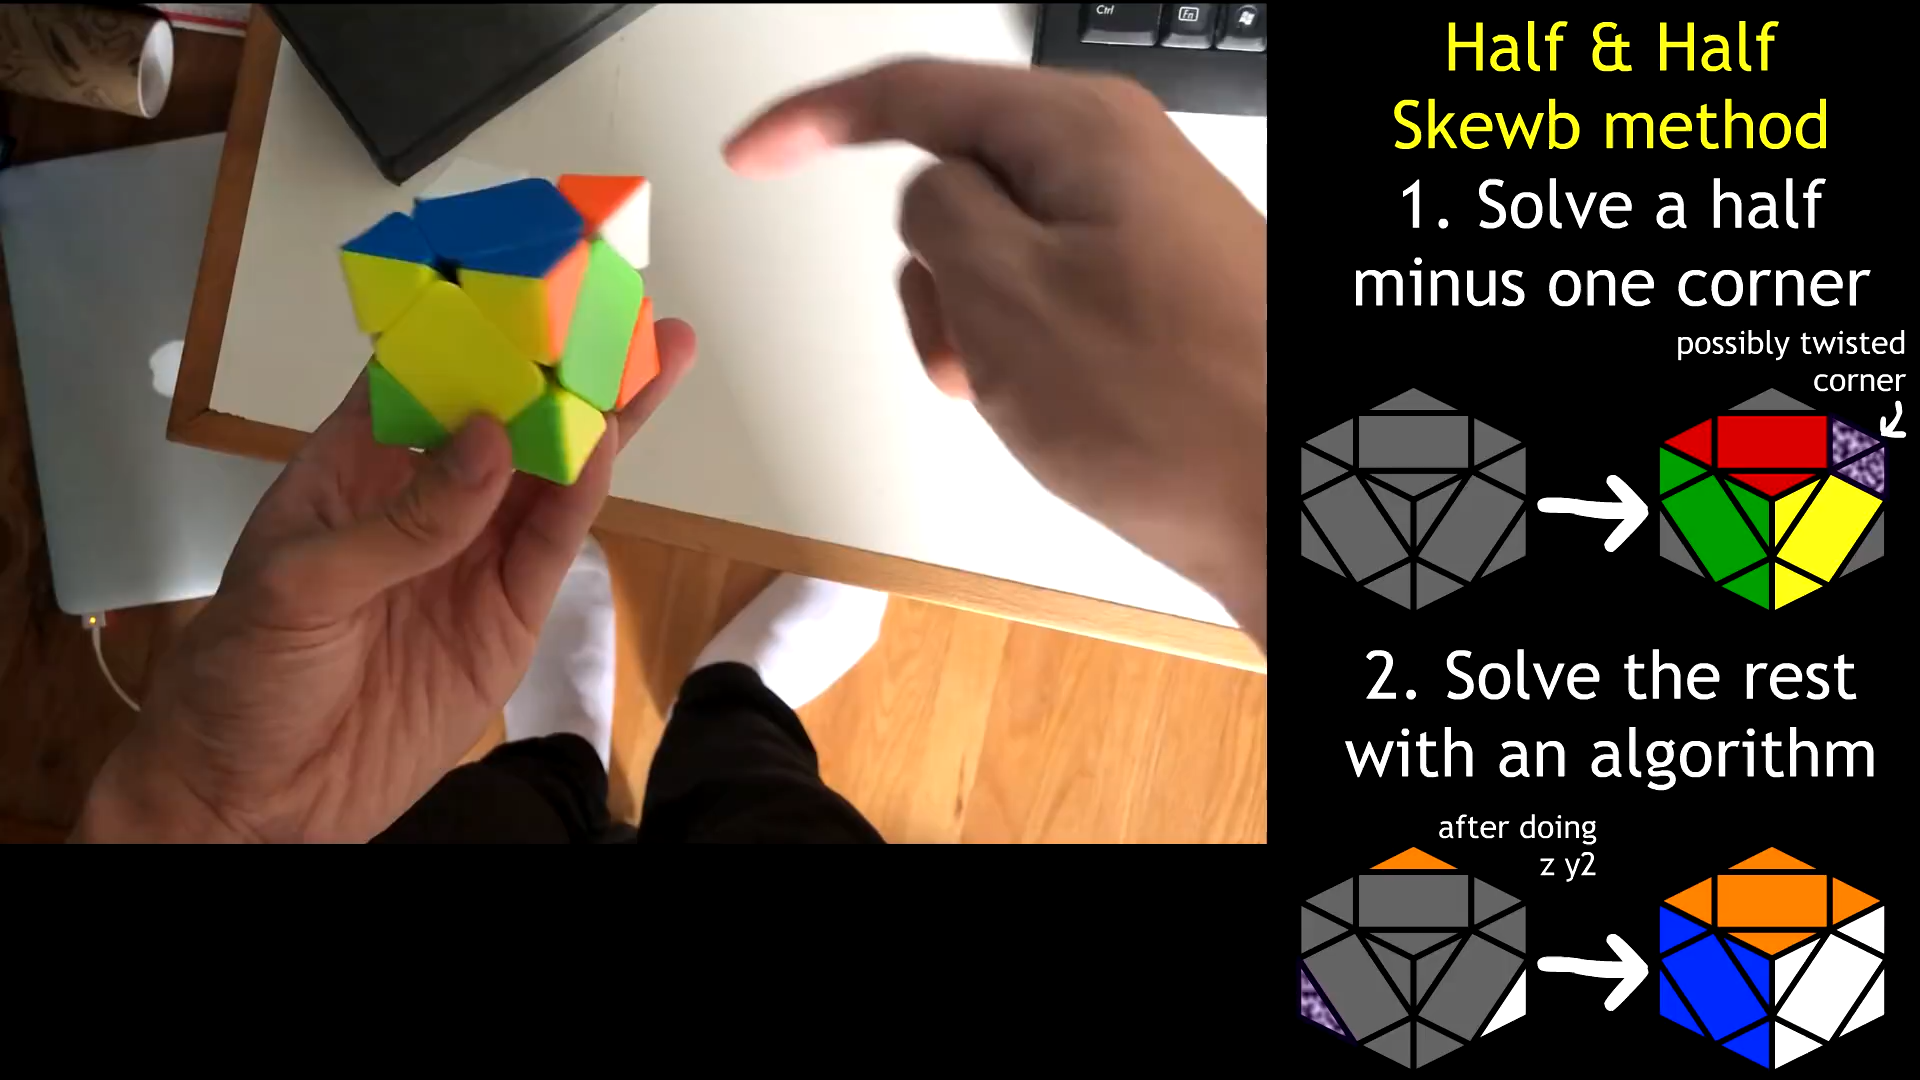 Ctrl
Fn
Half & Half
Skewb method
1. Solve a half
minus one corner
possibly twisted
corner
2. Solve the rest
with an algorithm
after doing
z y2